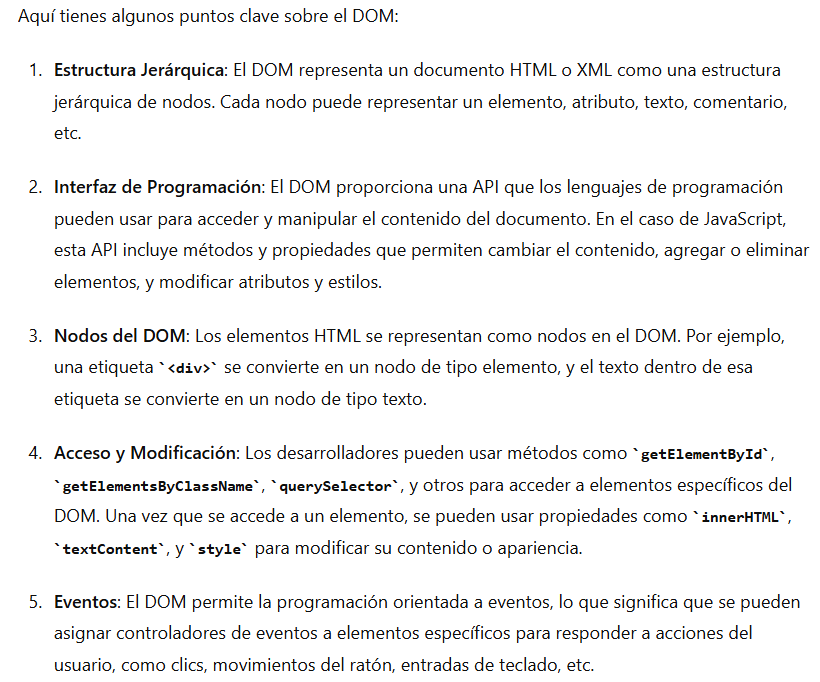 Aquí tienes algunos puntos clave sobre el DOM:
1. Estructura Jerárquica: El DOM representa un documento HTML o XML como una estructura
jerárquica de nodos. Cada nodo puede representar un elemento, atributo, texto, comentario,
etc.
2. Interfaz de Programación: El DOM proporciona una API que los lenguajes de programación
pueden usar para acceder y manipular el contenido del documento. En el caso de JavaScript,
esta API incluye métodos y propiedades que permiten cambiar el contenido, agregar o eliminar
elementos, y modificar atributos y estilos.
3. Nodos del DOM: Los elementos HTML se representan como nodos en el DOM. Por ejemplo,
una etiqueta `<div>` se convierte en un nodo de tipo elemento, y el texto dentro de esa
etiqueta se convierte en un nodo de tipo texto.
4. Acceso y Modificación: Los desarrolladores pueden usar métodos como `getElementById`,
`getElementsByClassName`, `querySelector`, y otros para acceder a elementos específicos del
DOM. Una vez que se accede a un elemento, se pueden usar propiedades como `innerHTML`,
`textContent`, y `style` para modificar su contenido o apariencia.
5. Eventos: El DOM permite la programación orientada a eventos, lo que significa que se pueden
asignar controladores de eventos a elementos específicos para responder a acciones del
usuario, como clics, movimientos del ratón, entradas de teclado, etc.